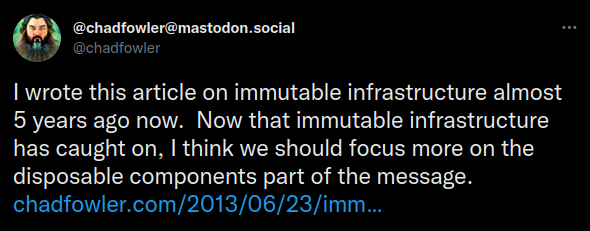 @chadfowler@mastodon.social
@chadfowler
I wrote this article on immutable infrastructure almost
5 years ago now.  Now that immutable infrastructure
has caught on, I think we should focus more on the
disposable components part of the message.
chadfowler.com/2013/06/23/imm…